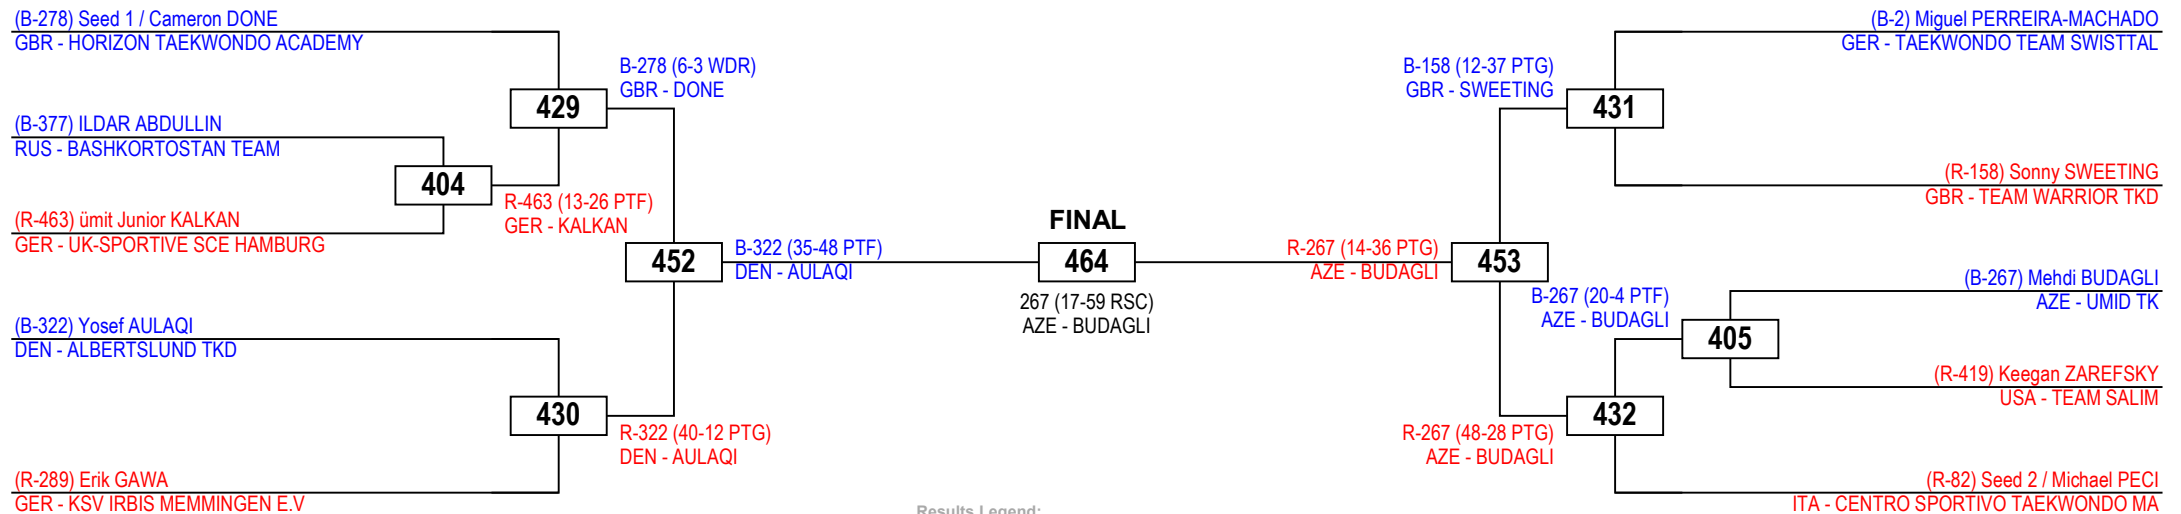 (B-278) Seed 1 / Cameron DONE
GBR - HORIZON TAEKWONDO ACADEMY
(B-377) ILDAR ABDULLIN
RUS - BASHKORTOSTAN TEAM
(R-463) ümit Junior KALKAN
GER - UK-SPORTIVE SCE HAMBURG
(B-322) Yosef AULAQI
DEN - ALBERTSLUND TKD
(R-289) Erik GAWA
GER - KSV IRBIS MEMMINGEN E.V
404
R-463 (13-26 PTF)
GER - KALKAN
429
B-278 (6-3 WDR)
GBR - DONE
430
R-322 (40-12 PTG)
DEN - AULAQI
452
B-322 (35-48 PTF)
DEN - AULAQI
FINAL
464
267 (17-59 RSC)
AZE - BUDAGLI
Results Legend:
R-267 (14-36 PTG)
AZE - BUDAGLI
453
B-158 (12-37 PTG)
GBR - SWEETING
431
R-267 (48-28 PTG)
AZE - BUDAGLI
432
B-267 (20-4 PTF)
AZE - BUDAGLI
405
(B-2) Miguel PERREIRA-MACHADO
GER - TAEKWONDO TEAM SWISTTAL
(R-158) Sonny SWEETING
GBR - TEAM WARRIOR TKD
(B-267) Mehdi BUDAGLI
AZE - UMID TK
(R-419) Keegan ZAREFSKY
USA - TEAM SALIM
(R-82) Seed 2 / Michael PECI
ITA - CENTRO SPORTIVO TAEKWONDO MA